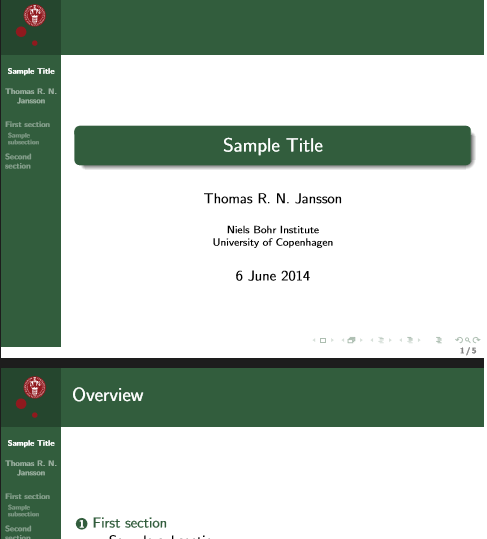 Sample Title
Thomas R. N.
Jansson
First section
Sample
subsection
Second
section
Sample Title
Thomas R. N. Jansson
Niels Bohr Institute
University of Copenhagen
6 June 2014
1/5
Overview
Sample Title
Thomas R. N.
Jansson
First section
Sample
subsection
Second
section
1 First section